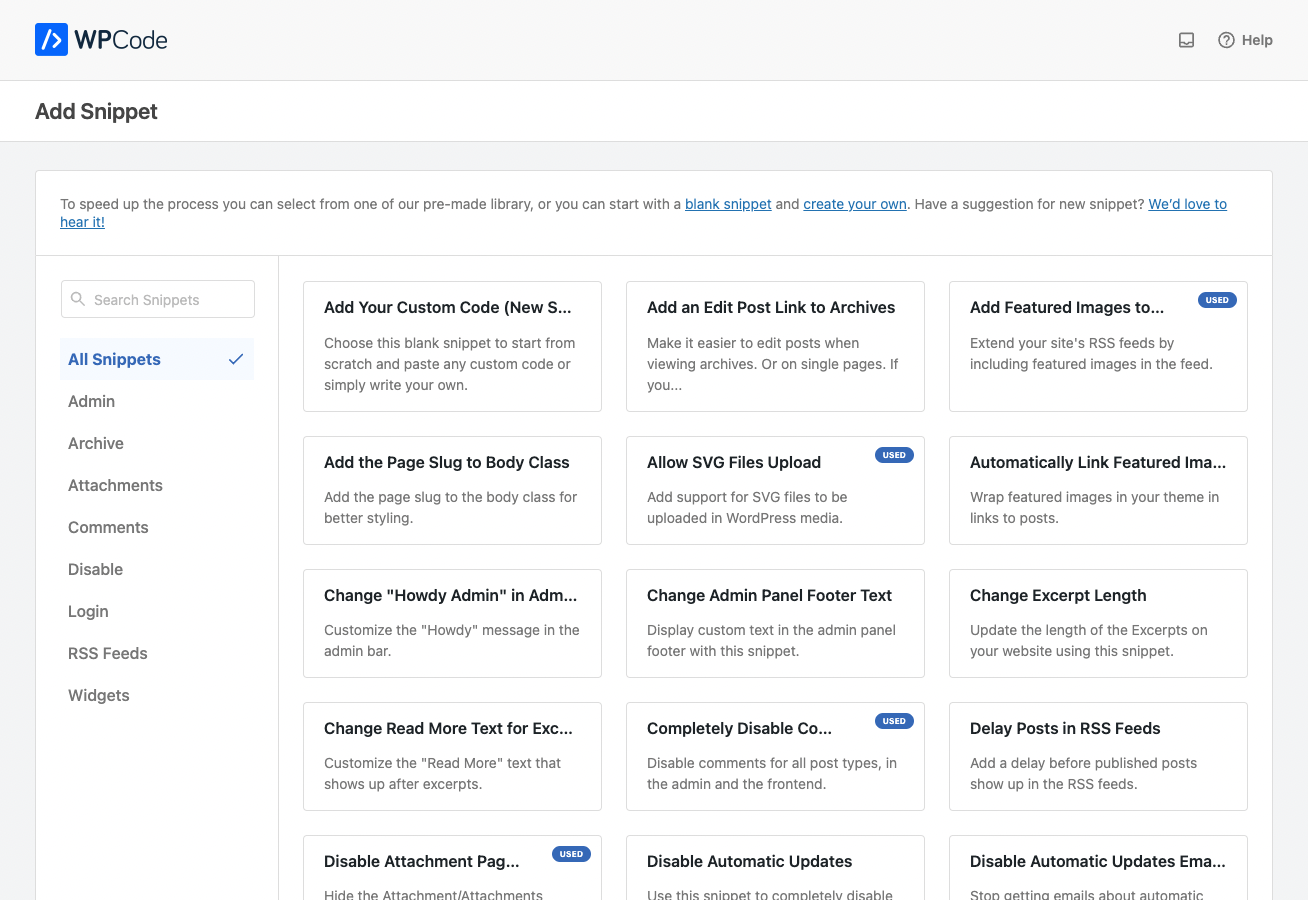 WPCode
Help
Add Snippet
To speed up the process you can select from one of our pre-made library, or you can start with a blank snippet and create your own. Have a suggestion for new snippet? We'd love to
hear it!
Search Snippets
All Snippets
Admin
Archive
Attachments
Comments
Disable
Login
RSS Feeds
Widgets
Add Your Custom Code (New S...
Choose this blank snippet to start from
scratch and paste any custom code or
simply write your own.
Add an Edit Post Link to Archives
Make it easier to edit posts when
viewing archives. Or on single pages. If
you...
USED
Add Featured Images to...
Extend your site's RSS feeds by
including featured images in the feed.
Add the Page Slug to Body Class
Add the page slug to the body class for
better styling.
USED
Allow SVG Files Upload
Add support for SVG files to be
uploaded in WordPress media.
Automatically Link Featured Ima...
Wrap featured images in your theme in
links to posts.
Change "Howdy Admin" in Adm...
Customize the "Howdy" message in the
admin bar.
Change Admin Panel Footer Text
Display custom text in the admin panel
footer with this snippet.
Change Excerpt Length
Update the length of the Excerpts on
your website using this snippet.
Change Read More Text for Exc...
Customize the "Read More" text that
shows up after excerpts.
USED
Completely Disable Co...
Disable comments for all post types, in
the admin and the frontend.
Delay Posts in RSS Feeds
Add a delay before published posts
show up in the RSS feeds.
USED
Disable Attachment Pag...
Hide the Attachment/Attachments
Disable Automatic Updates
Use this snippet to completely disable
Disable Automatic Updates Ema...
Stop getting emails about automatic